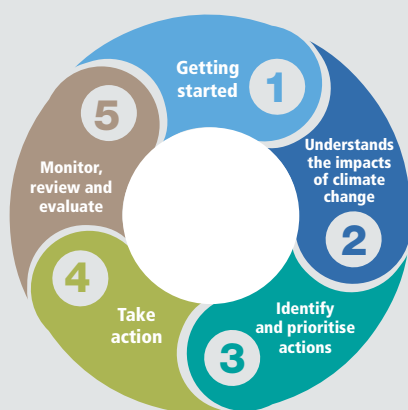 Getting
started
1
Understands
the impacts
of climate
change
2
Identify
and prioritise
actions
3
Take
action
4
Monitor,
review and
evaluate
5